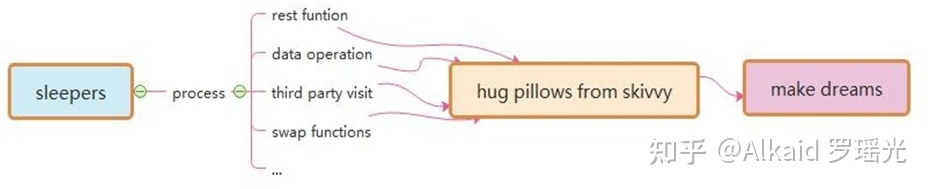 rest funtion
data operation
sleepers
process
third party visit
hug pillows from skivvy
make dreams
swap functions
...
知乎 @Alkaid 罗瑶光